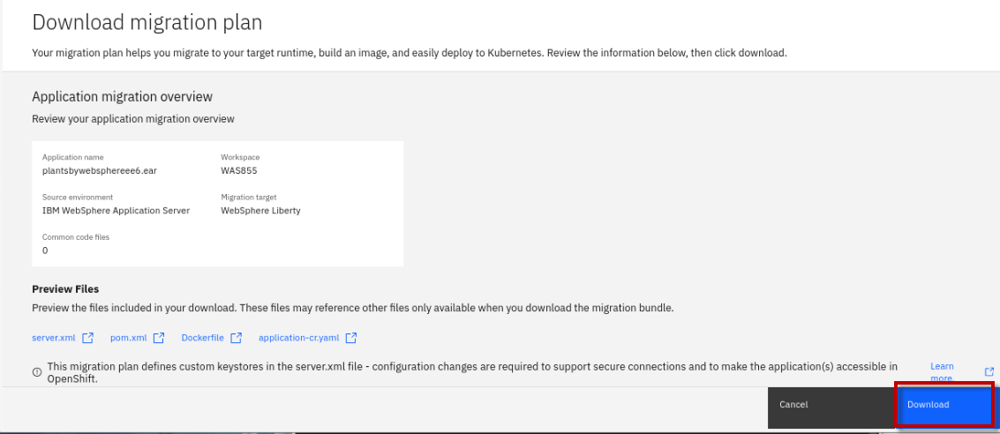 Download migration plan
Your migration plan helps you migrate to your target runtime, build an image, and easily deploy to Kubernetes. Review the information below, then click download.
Application migration overview
Review your application migration overview
Application name
plantsbywebsphereee6.ear
Workspace
WAS855
Source environment
IBM WebSphere Application Server
Migration target
WebSphere Liberty
Common code files
0
Preview Files
Preview the files included in your download. These files may reference other files only available when you download the migration bundle.
server.xml pom.xml Dockerfile application-cr.yaml
This migration plan defines custom keystores in the server.xml file - configuration changes are required to support secure connections and to make the application(s) accessible in
OpenShift.
Learn
more.
Cancel
Download